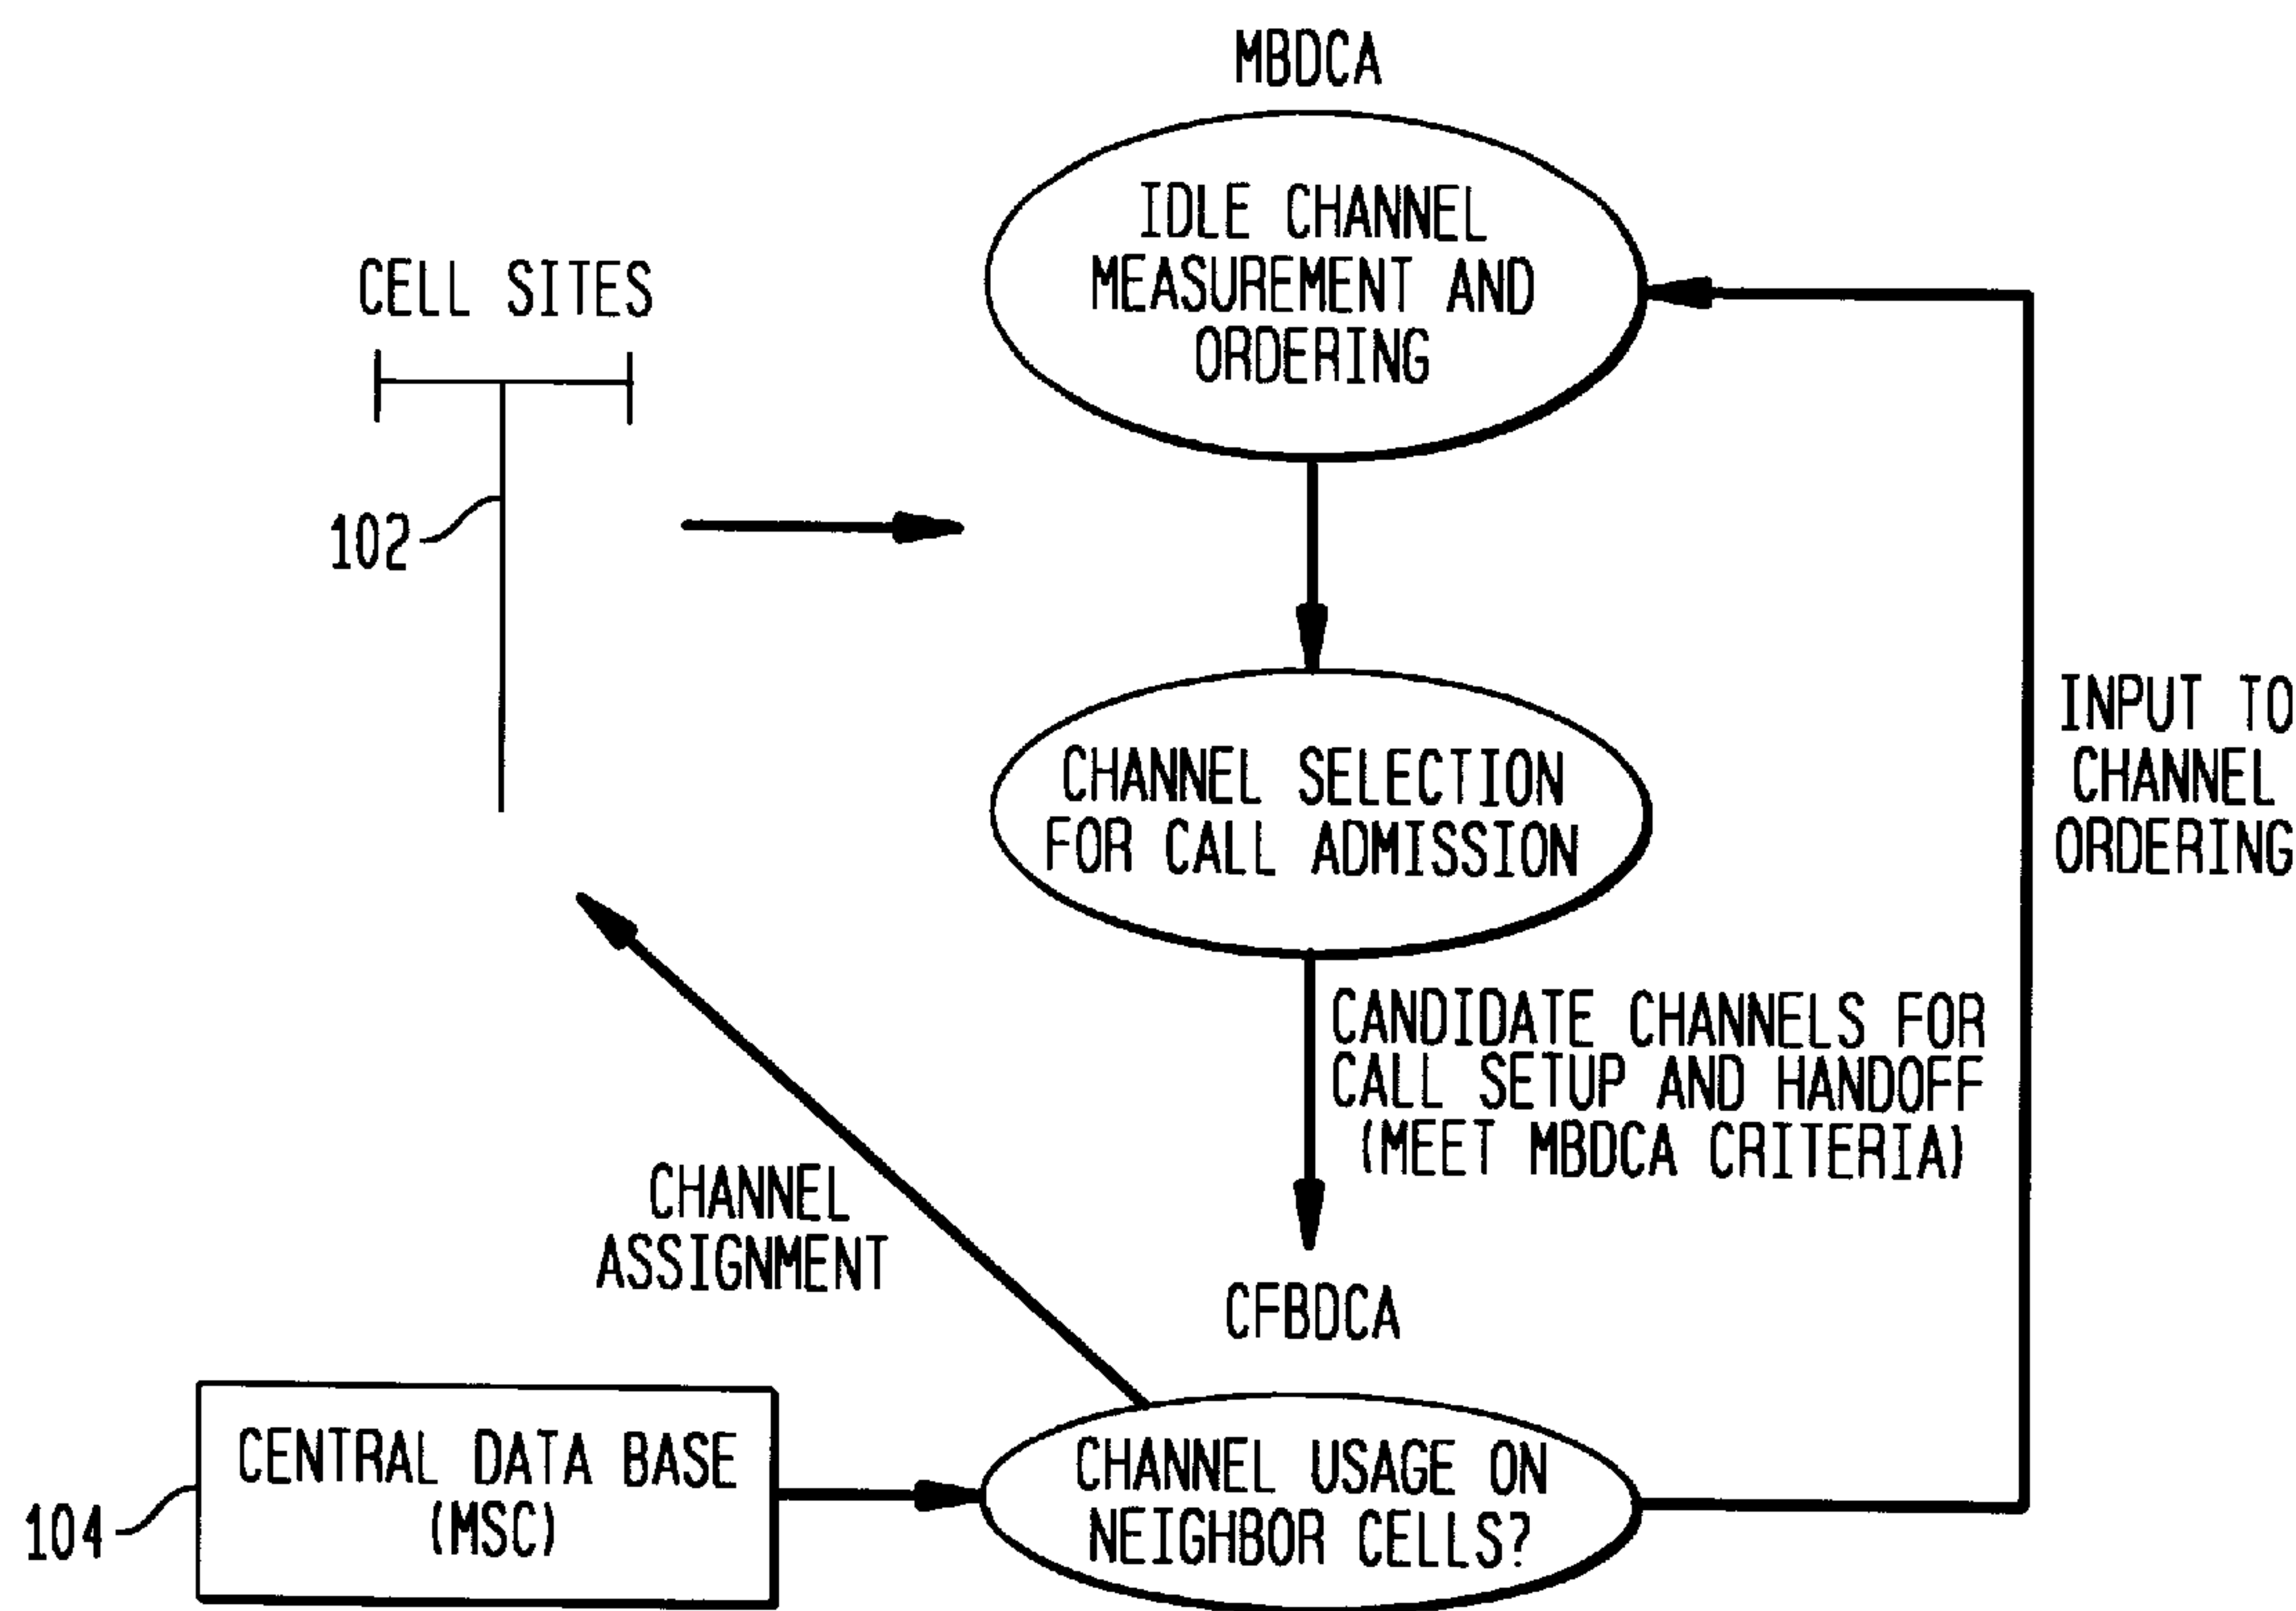 MBDCA
IDLE CHANNEL
MEASUREMENT AND
ORDERING
CELL SITES
102
CHANNEL SELECTION
FOR CALL ADMISSION
INPUT TO
CHANNEL
ORDERING
CANDIDATE CHANNELS FOR
CALL SETUP AND HANDOFF
(MEET MBDCA CRITERIA)
CHANNEL
ASSIGNMENT
CFBDCA
CENTRAL DATA BASE
(MSC)
104
CHANNEL USAGE ON
NEIGHBOR CELLS?